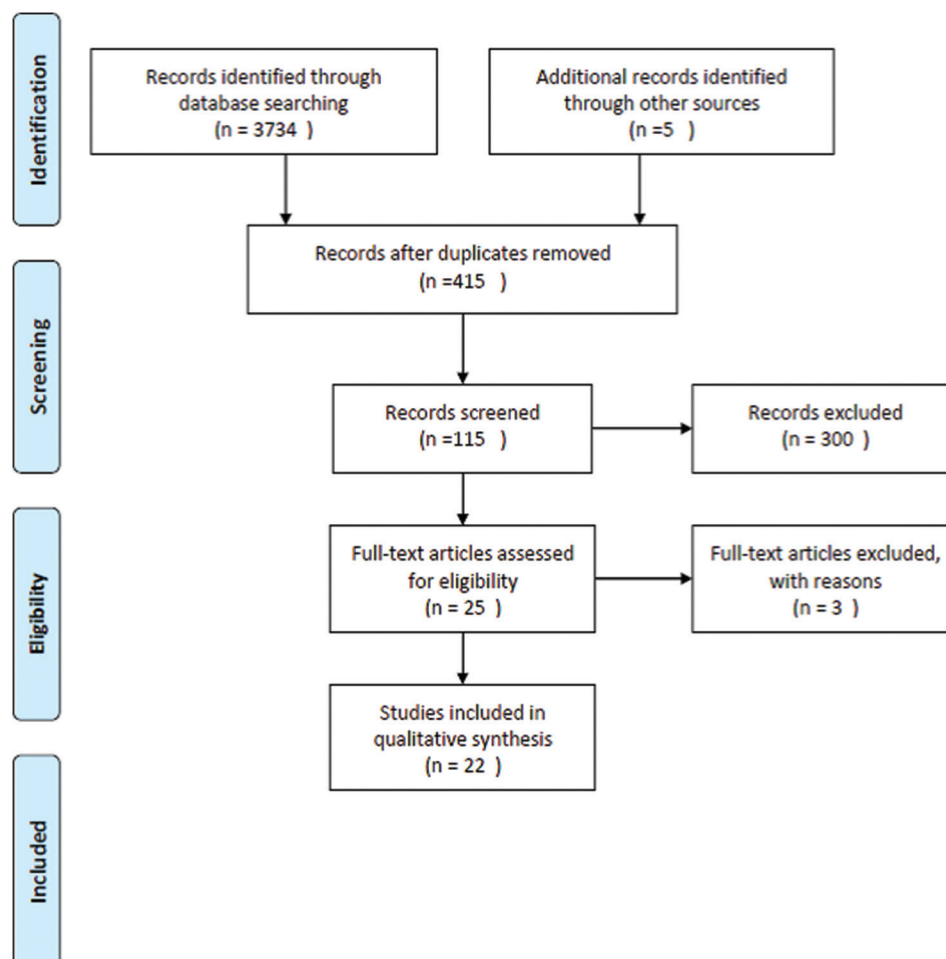 Identification
Records identified through
database searching
(n = 3734 )
Additional records identified
through other sources
(n =5 )
Records after duplicates removed
(n =415 )
Screening
Records screened
(n =115 )
Records excluded
(n = 300 )
Eligibility
Full-text articles assessed
for eligibility
(n = 25 )
Full-text articles excluded,
with reasons
(n = 3 )
Studies included in
qualitative synthesis
(n = 22 )
Included